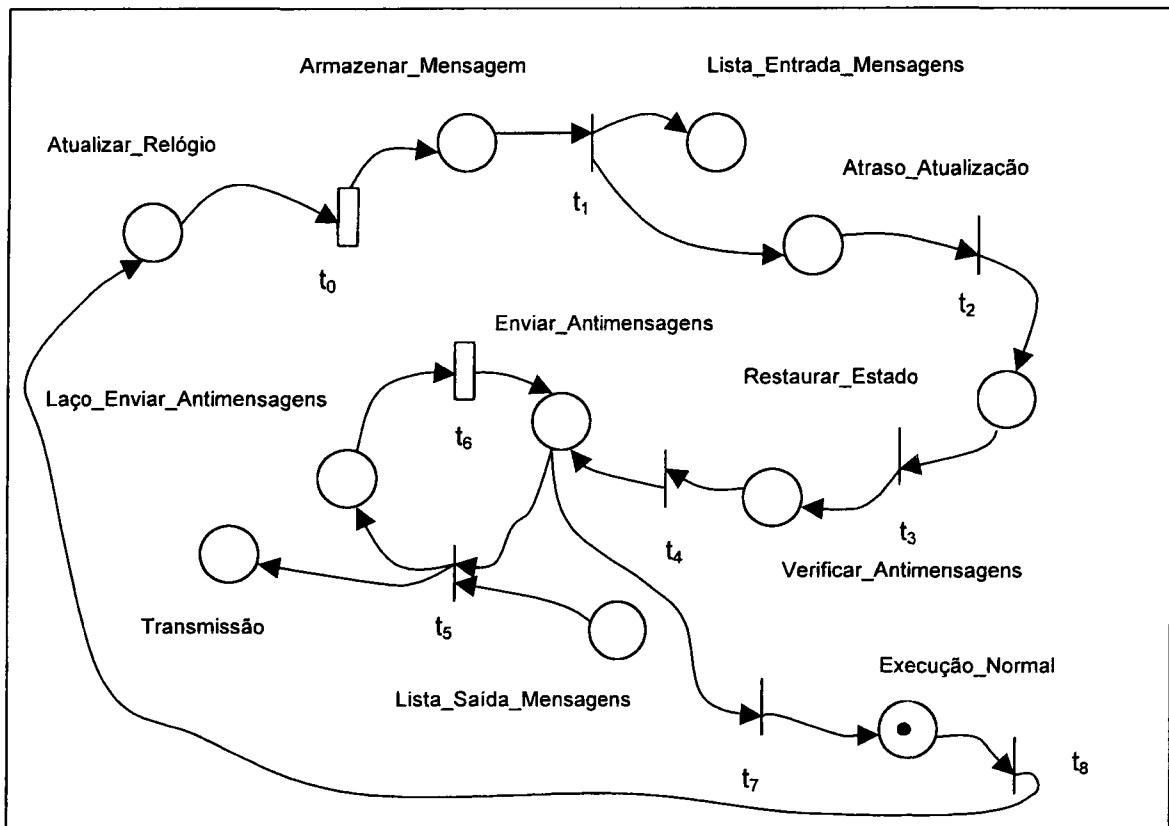 Armazenar_Mensagem
Lista_Entrada_Mensagens
Atualizar_Relógio
Atraso_Atualizacão
t1
t0
t2
Enviar_Antimensagens
Restaurar_Estado
Laço_Enviar_Antimensagens
t6
t3
t4
Verificar_Antimensagens
Transmissão
t5
Execução_Normal
Lista_Saída_Mensagens
t8
t7